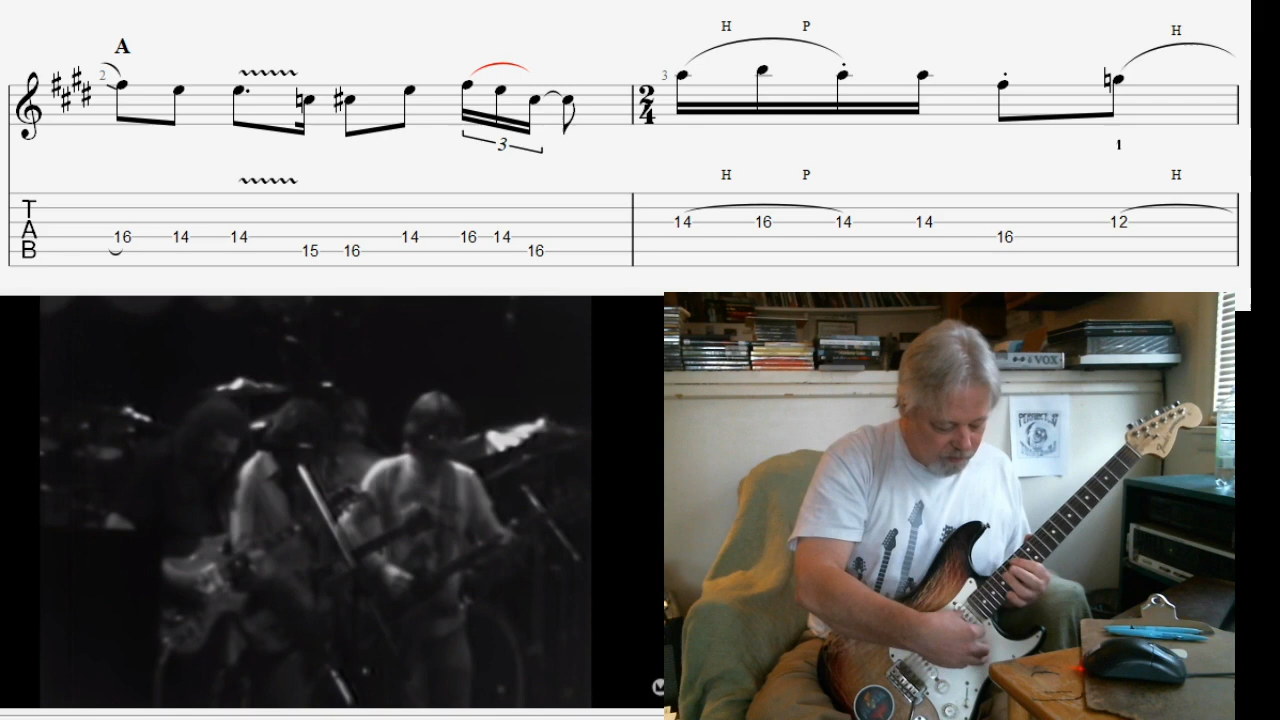 H P H
A
2 3
2
4
3 1
H P H
T
A
B
14 16 14 14 12
16 14 14 14 16 14 16
15 16 16
VOX